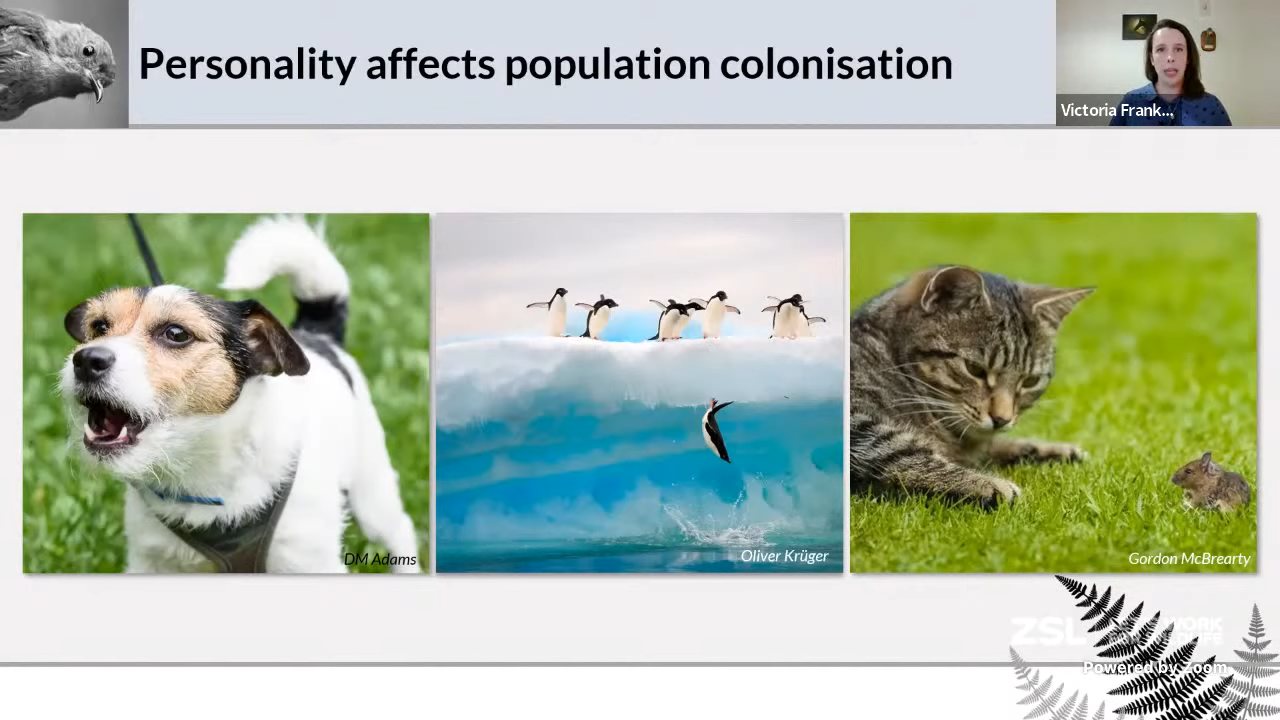 Personality affects population colonisation
Victoria Frank...
DM Adams
Oliver Krüger
Gordon McBrearty
ZSL
Powered by Zoom